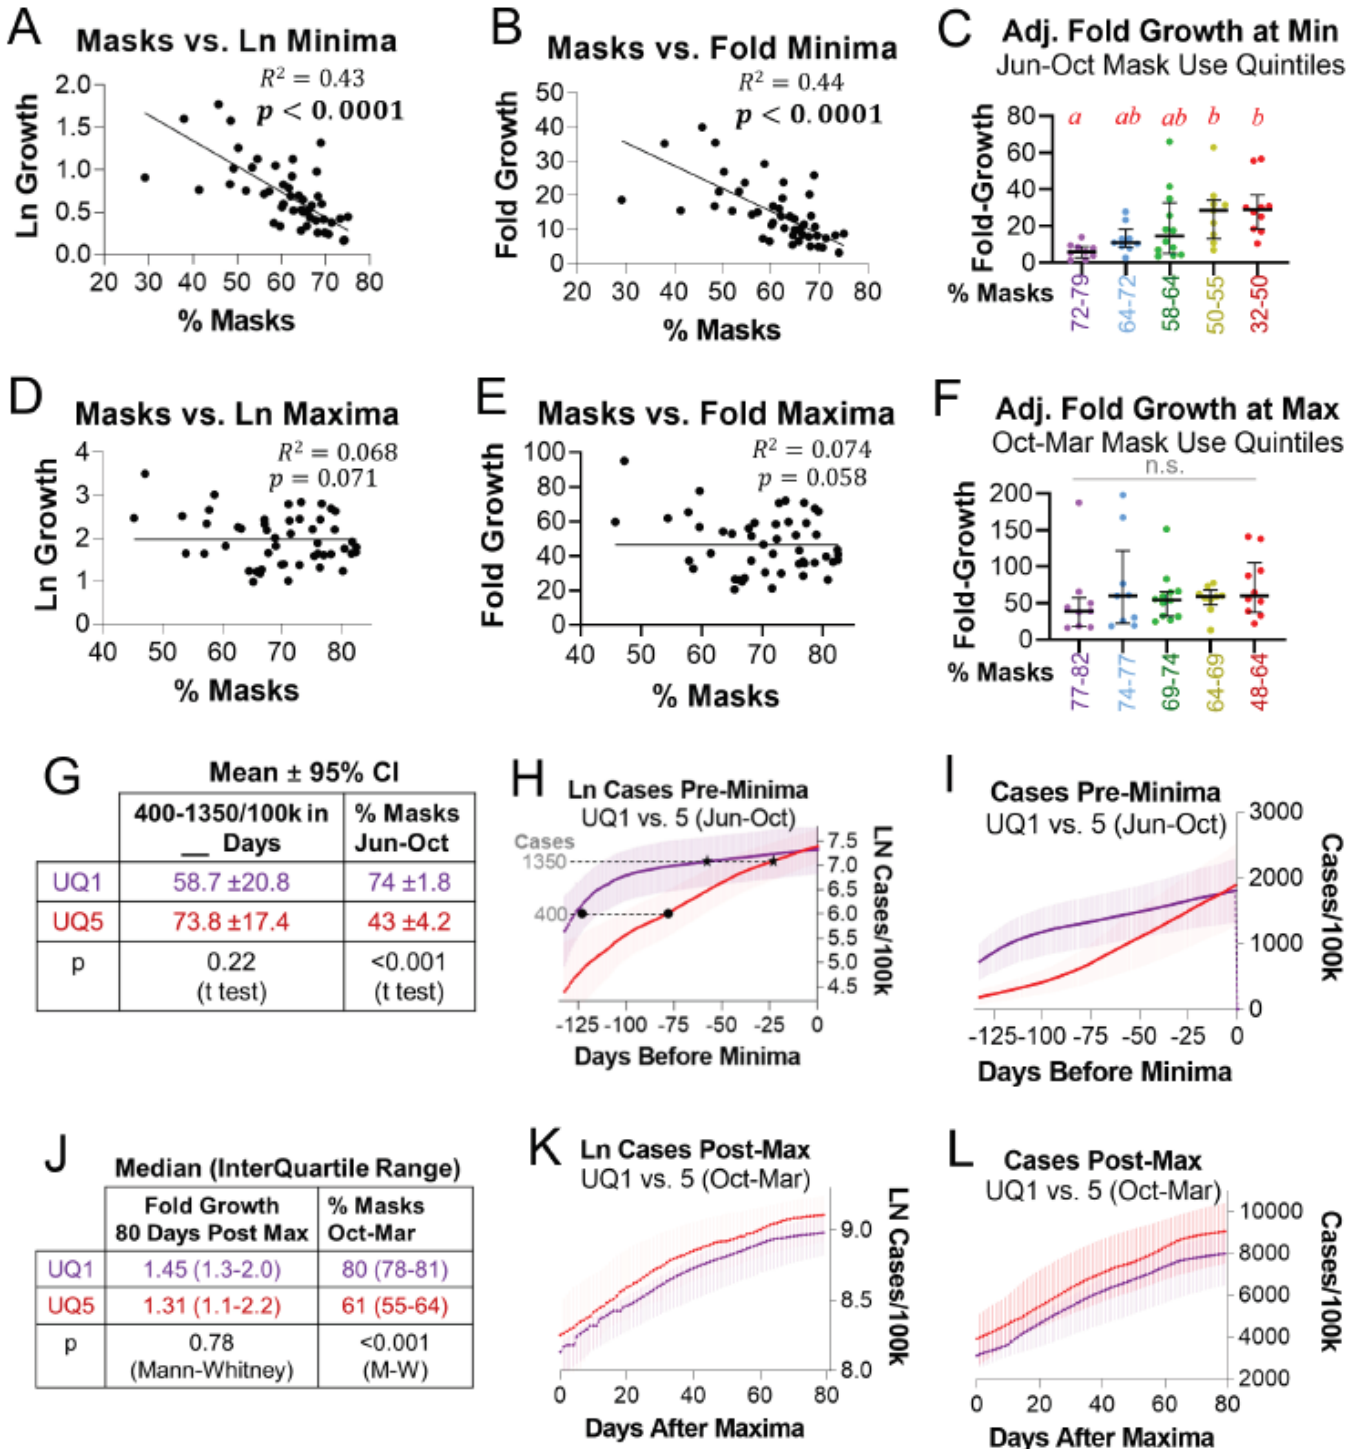 A
Masks vs. Ln Minima
R² = 0.43
p < 0.0001
Ln Growth
2.0
1.5
1.0
0.5
0.0
20 30 40 50 60 70 80
% Masks
B
Masks vs. Fold Minima
R² = 0.44
p < 0.0001
Fold Growth
50
40
30
20
10
0
20 30 40 50 60 70 80
% Masks
C
Adj. Fold Growth at Min
Jun-Oct Mask Use Quintiles
Fold-Growth
80
60
40
20
0
a ab ab b b
% Masks
72-79
64-72
58-64
50-55
32-50
D
Masks vs. Ln Maxima
R² = 0.068
p = 0.071
Ln Growth
4
3
2
1
0
40 50 60 70 80
% Masks
E
Masks vs. Fold Maxima
R² = 0.074
p = 0.058
Fold Growth
100
80
60
40
20
0
40 50 60 70 80
% Masks
F
Adj. Fold Growth at Max
Oct-Mar Mask Use Quintiles
n.s.
Fold-Growth
200
150
100
50
0
% Masks
77-82
74-77
69-74
64-69
48-64
G
Mean ± 95% CI
400-1350/100k in __ Days
% Masks Jun-Oct
UQ1 58.7 ±20.8 74 ±1.8
UQ5 73.8 ±17.4 43 ±4.2
p 0.22 <0.001
(t test) (t test)
H
Ln Cases Pre-Minima
UQ1 vs. 5 (Jun-Oct)
Cases
1350
400
7.5
7.0
6.5
6.0
5.5
5.0
4.5
LN Cases/100k
-125 -100 -75 -50 -25 0
Days Before Minima
I
Cases Pre-Minima
UQ1 vs. 5 (Jun-Oct)
3000
2000
1000
0
Cases/100k
-125 -100 -75 -50 -25 0
Days Before Minima
J
Median (InterQuartile Range)
Fold Growth 80 Days Post Max
% Masks Oct-Mar
UQ1 1.45 (1.3-2.0) 80 (78-81)
UQ5 1.31 (1.1-2.2) 61 (55-64)
p 0.78 <0.001
(Mann-Whitney) (M-W)
K
Ln Cases Post-Max
UQ1 vs. 5 (Oct-Mar)
9.0
8.5
8.0
LN Cases/100k
0 20 40 60 80
Days After Maxima
L
Cases Post-Max
UQ1 vs. 5 (Oct-Mar)
10000
8000
6000
4000
2000
Cases/100k
0 20 40 60 80
Days After Maxima